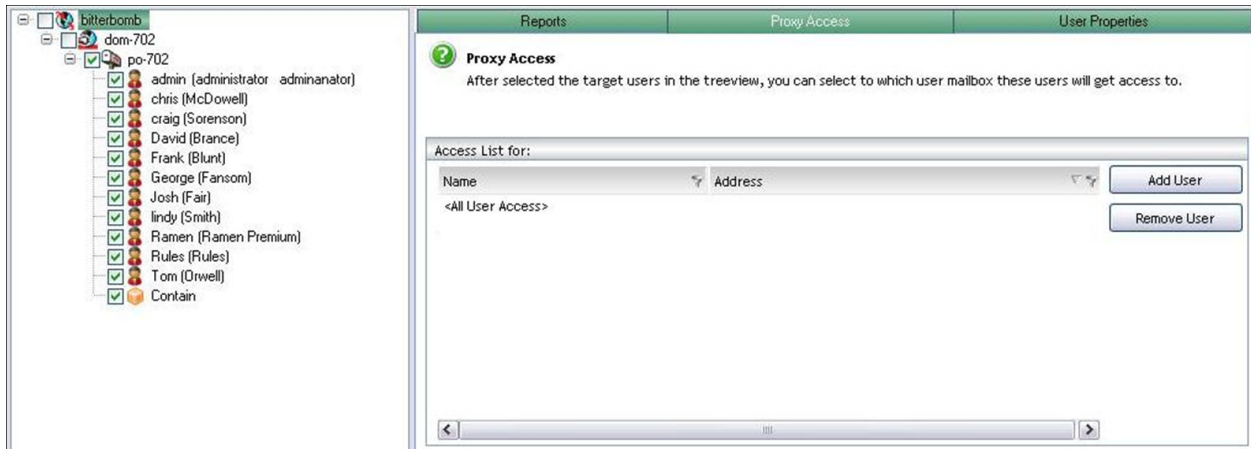 bitterbomb
dom-702
po-702
admin (administrator adminanator)
chris (McDowell)
craig (Sorenson)
David (Brance)
Frank (Blunt)
George (Fansom)
Josh (Fair)
lindy (Smith)
Ramen (Ramen Premium)
Rules (Rules)
Tom (Orwell)
Contain
Reports Proxy Access User Properties
Proxy Access
After selected the target users in the treeview, you can select to which user mailbox these users will get access to.
Access List for:
Name Address
<All User Access>
Add User
Remove User